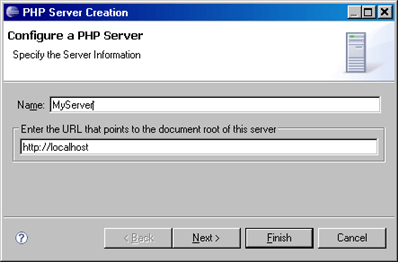 PHP Server Creation
Configure a PHP Server
Specify the Server Information
Name: MyServer
Enter the URL that points to the document root of this server
http://localhost
? < Back Next > Finish Cancel